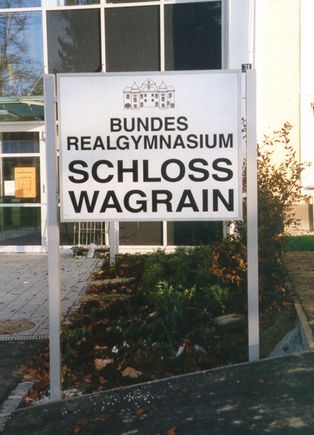 BUNDES
REALGYMNASIUM
SCHLOSS
WAGRAIN